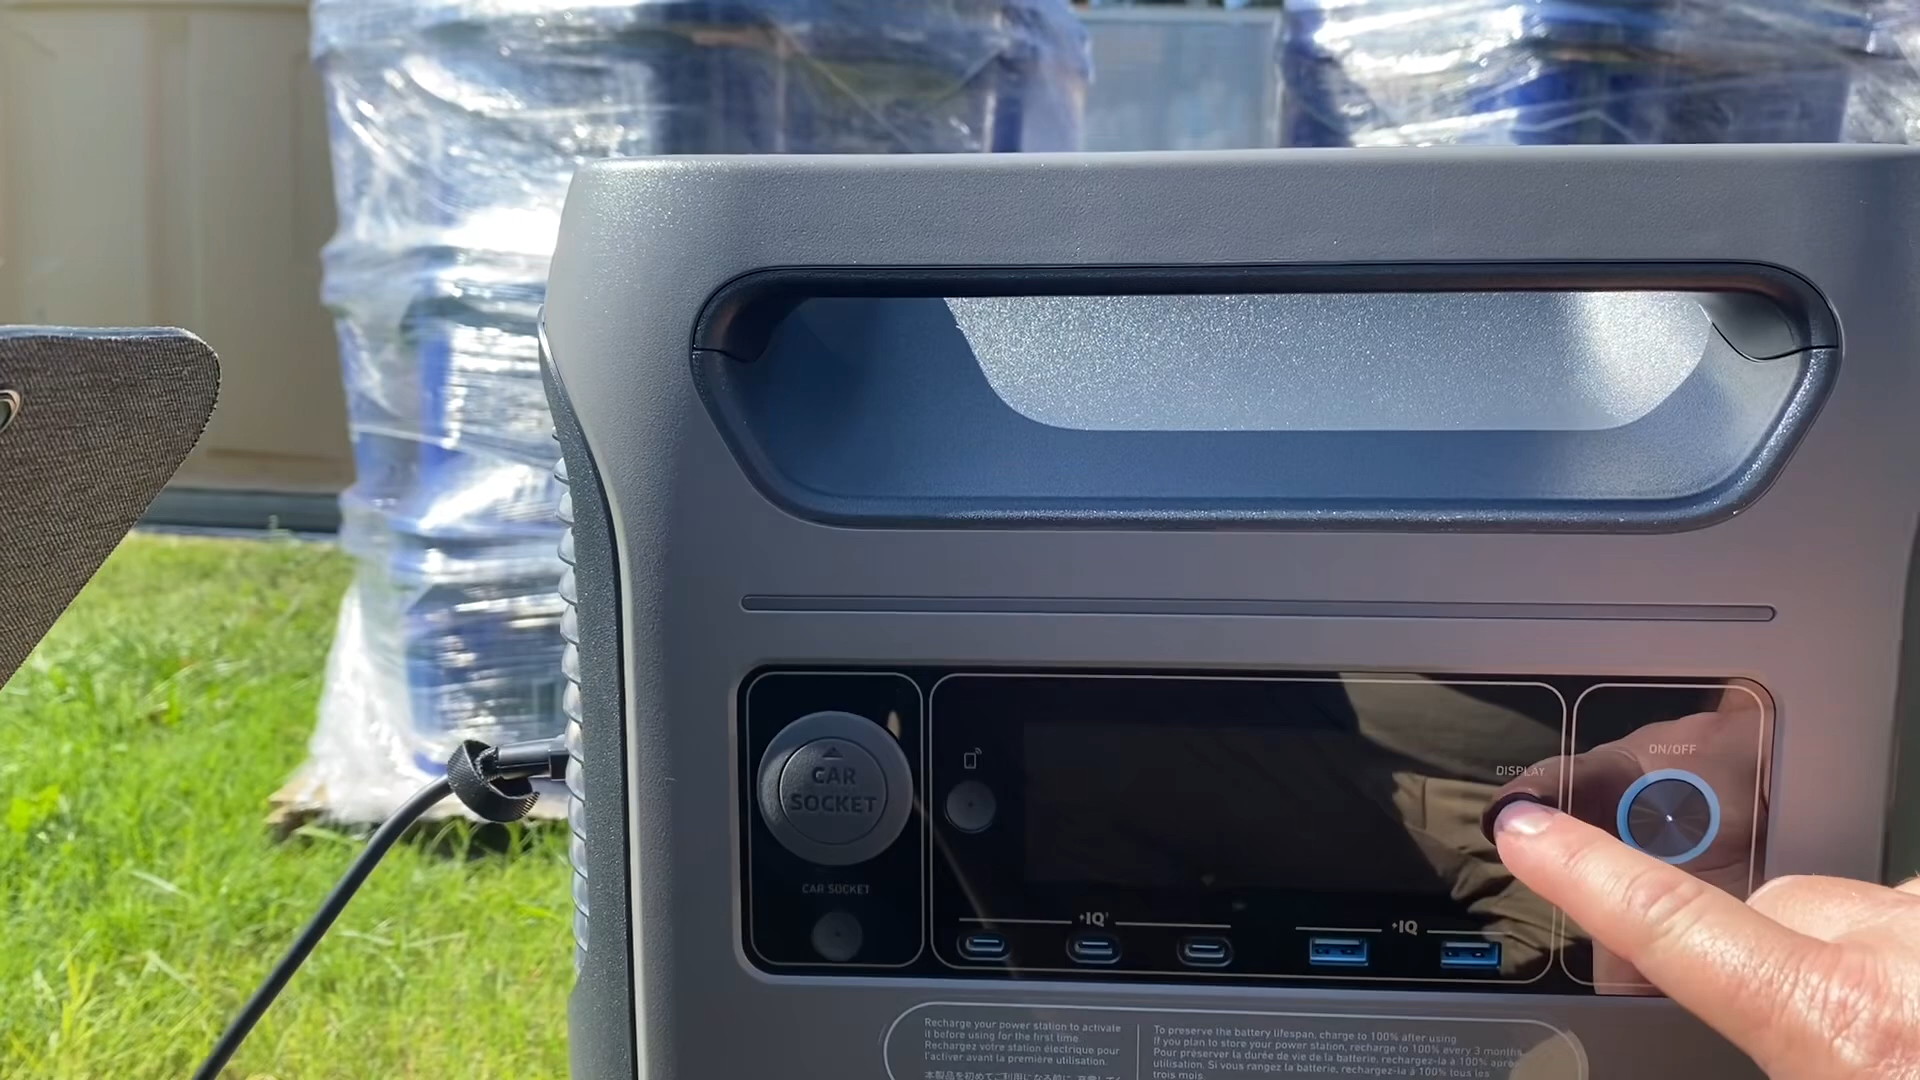 CAR
SOCKET
CAR SOCKET
DISPLAY
ON/OFF
IQ
IQ
Recharge your power station to activate
it before using for the first time.
Rechargez votre station électrique pour
l'activer avant la première utilisation.
To preserve the battery lifespan, charge to 100% after using
If you plan to store your power station, recharge to 100% every 3 months.
Pour préserver la durée de vie de la batterie, rechargez-la à 100% après
utilisation. Si vous rangez la batterie, rechargez-la à 100% tous les
trois mois.